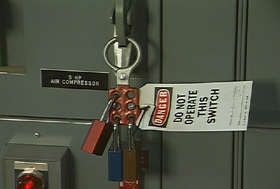 5 HP
AIR COMPRESSOR
DANGER
DO NOT
OPERATE
THIS
SWITCH